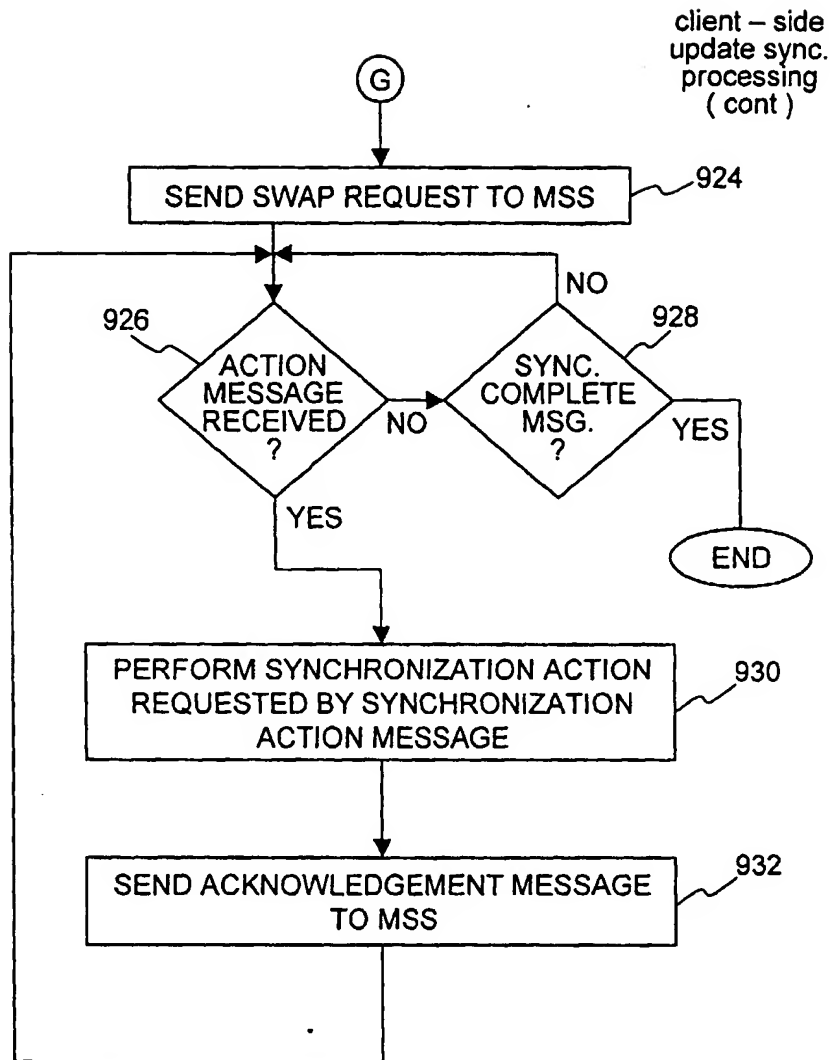 client – side
update sync.
processing
( cont )
G
SEND SWAP REQUEST TO MSS
924
NO
926
928
ACTION
MESSAGE
RECEIVED
?
NO
SYNC.
COMPLETE
MSG.
?
YES
YES
END
PERFORM SYNCHRONIZATION ACTION
REQUESTED BY SYNCHRONIZATION
ACTION MESSAGE
930
SEND ACKNOWLEDGEMENT MESSAGE
TO MSS
932